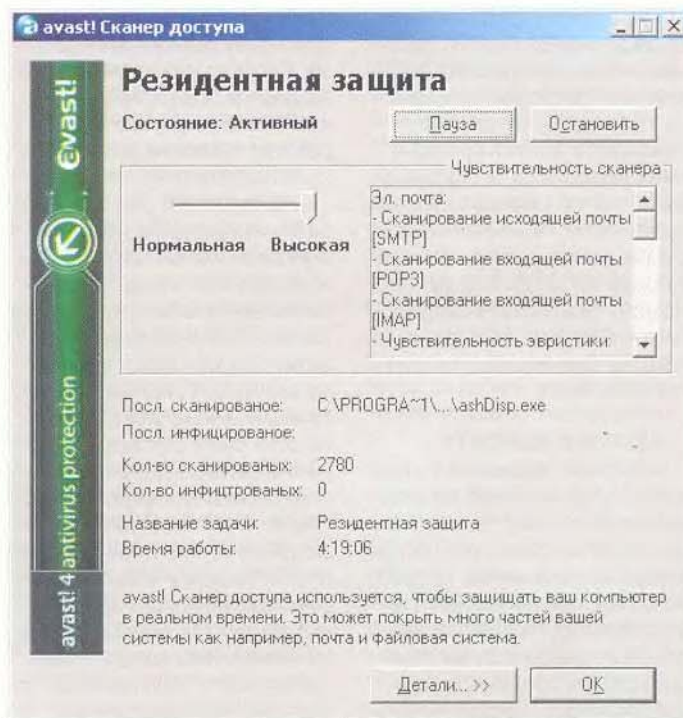 avast! Сканер доступа
avast!
avast! 4 antivirus protection
Резидентная защита
Состояние: Активный
Пауза
Остановить
Чувствительность сканера
Нормальная Высокая
Эл. почта:
- Сканирование исходящей почты
[SMTP]
- Сканирование входящей почты
[POP3]
- Сканирование входящей почты
[IMAP]
- Чувствительность эвристики:
Посл. сканированое: C:\PROGRA~1\...\ashDisp.exe
Посл. инфицированое:
Кол-во сканированых: 2780
Кол-во инфицтрованых: 0
Название задачи: Резидентная защита
Время работы: 4:19:06
avast! Сканер доступа используется, чтобы защищать ваш компьютер
в реальном времени. Это может покрыть много частей вашей
системы как например, почта и файловая система.
Детали... >>
OK